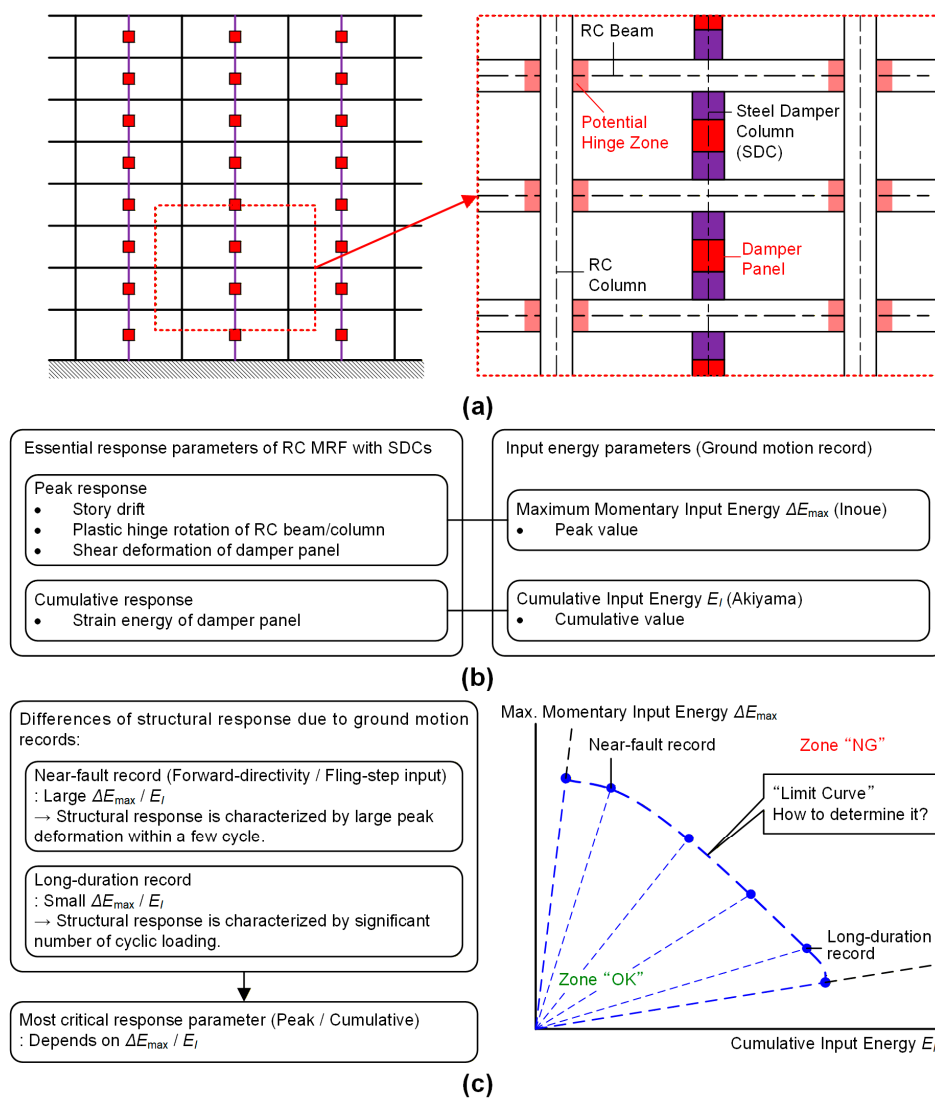 RC Beam
Potential
Hinge Zone
Steel Damper
Column
(SDC)
RC
Column
Damper
Panel
(a)
Essential response parameters of RC MRF with SDCs
Peak response
• Story drift
• Plastic hinge rotation of RC beam/column
• Shear deformation of damper panel
Cumulative response
• Strain energy of damper panel
Input energy parameters (Ground motion record)
Maximum Momentary Input Energy ΔEmax (Inoue)
• Peak value
Cumulative Input Energy EI (Akiyama)
• Cumulative value
(b)
Differences of structural response due to ground motion
records:
Near-fault record (Forward-directivity / Fling-step input)
: Large ΔEmax / EI
→ Structural response is characterized by large peak
deformation within a few cycle.
Long-duration record
: Small ΔEmax / EI
→ Structural response is characterized by significant
number of cyclic loading.
Most critical response parameter (Peak / Cumulative)
: Depends on ΔEmax / EI
Max. Momentary Input Energy ΔEmax
Near-fault record
Zone “NG”
“Limit Curve”
How to determine it?
Long-duration
record
Zone “OK”
Cumulative Input Energy EI
(c)